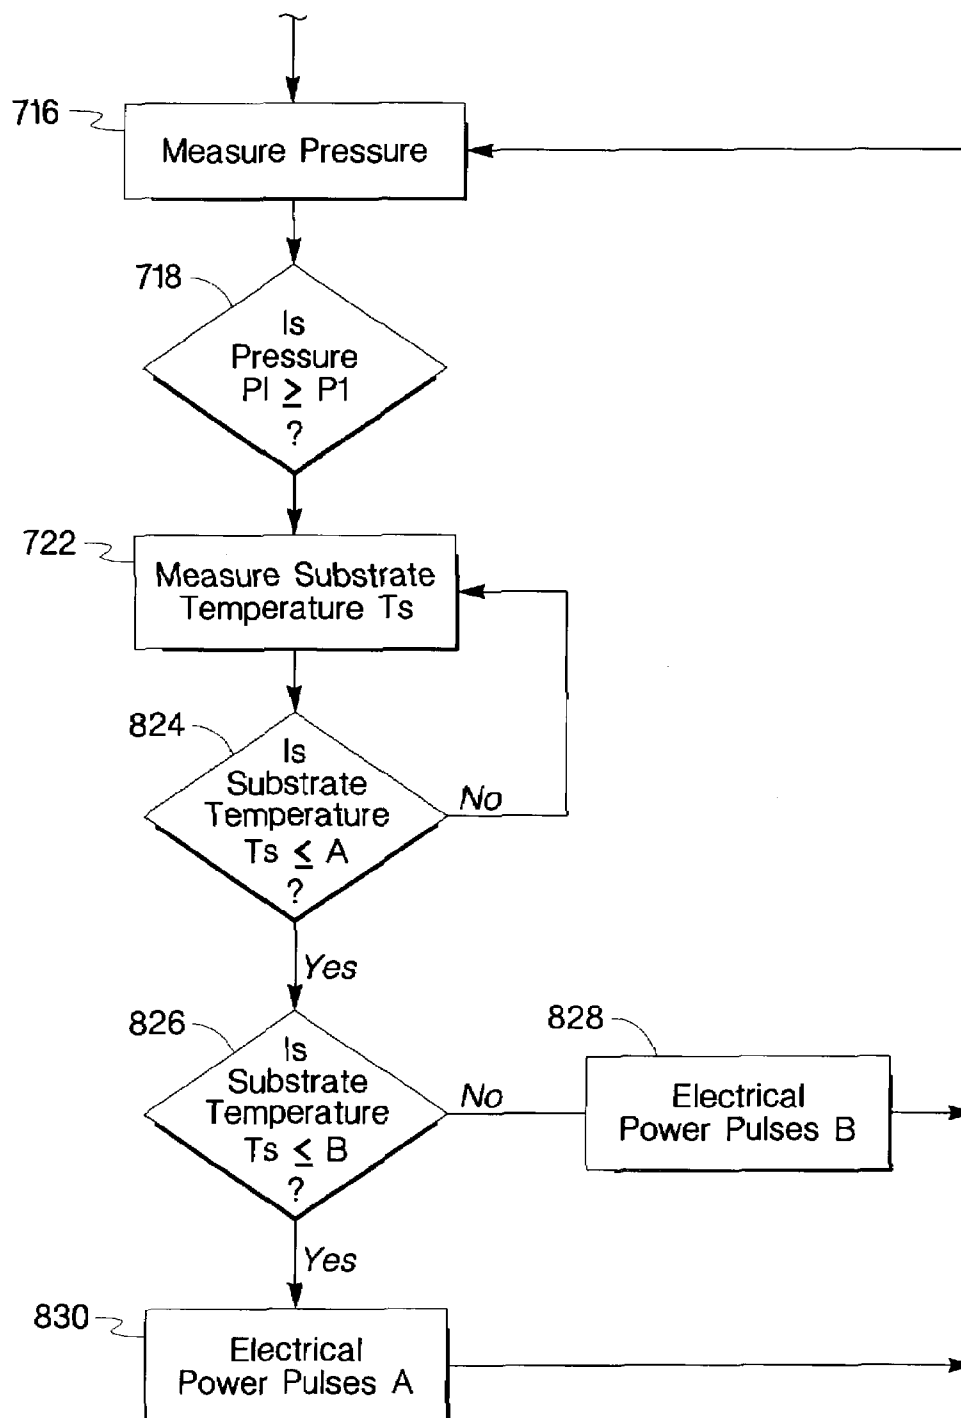 716
Measure Pressure
718
Is
Pressure
PI ≥ P1
?
722
Measure Substrate
Temperature Ts
824
Is
Substrate
Temperature
Ts ≤ A
?
No
Yes
826
Is
Substrate
Temperature
Ts ≤ B
?
No
828
Electrical
Power Pulses B
Yes
830
Electrical
Power Pulses A